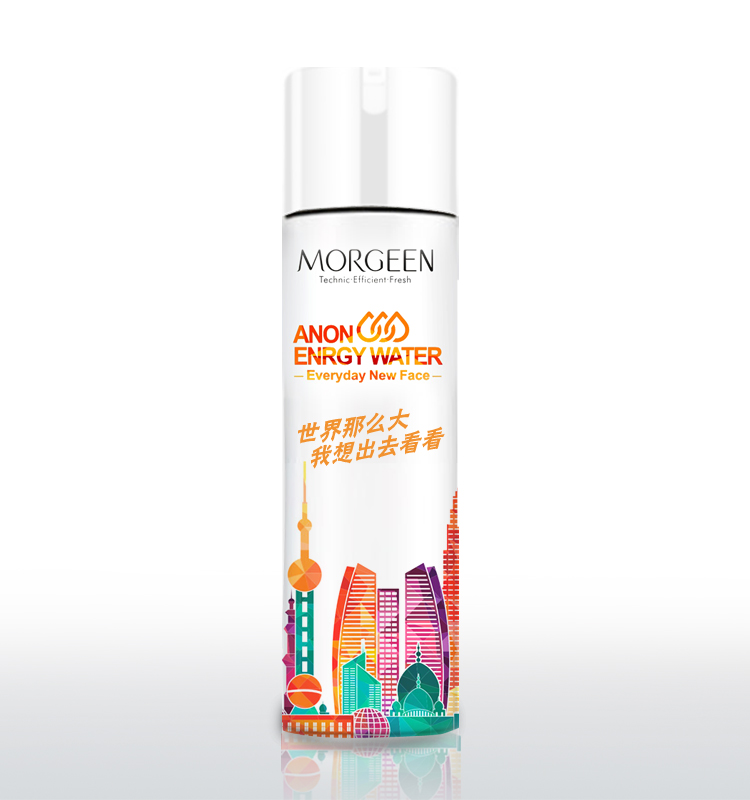 MORGEEN
Technic·Efficient·Fresh
ANON
ENRGY WATER
Everyday New Face
世界那么大
我想出去看看